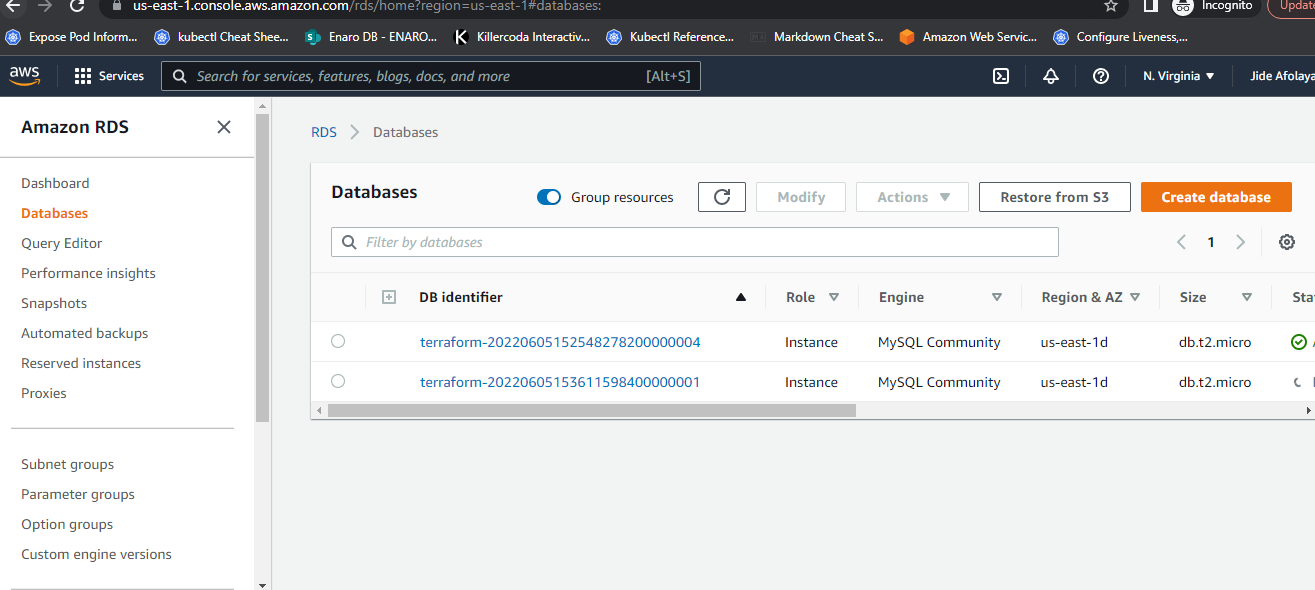 us-east-1.console.aws.amazon.com/rds/home?region=us-east-1#databases:
Incognito
Update
Expose Pod Inform...
kubectl Cheat Shee...
Enaro DB - ENARO...
Killercoda Interactiv...
Kubectl Reference...
Markdown Cheat S...
Amazon Web Servic...
Configure Liveness,...
aws
Services
Search for services, features, blogs, docs, and more
[Alt+S]
N. Virginia
Jide Afolaya
Amazon RDS
Dashboard
Databases
Query Editor
Performance insights
Snapshots
Automated backups
Reserved instances
Proxies
Subnet groups
Parameter groups
Option groups
Custom engine versions
RDS > Databases
Databases
Group resources
Modify
Actions
Restore from S3
Create database
Filter by databases
1
DB identifier Role Engine Region & AZ Size Sta
terraform-20220605152548278200000004 Instance MySQL Community us-east-1d db.t2.micro
terraform-20220605153611598400000001 Instance MySQL Community us-east-1d db.t2.micro